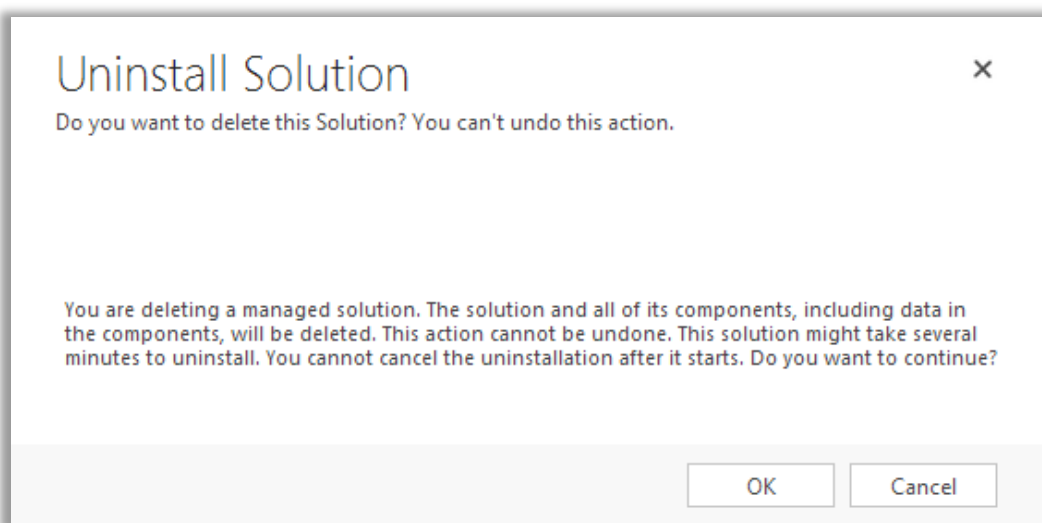 Uninstall Solution
Do you want to delete this Solution? You can't undo this action.
You are deleting a managed solution. The solution and all of its components, including data in
the components, will be deleted. This action cannot be undone. This solution might take several
minutes to uninstall. You cannot cancel the uninstallation after it starts. Do you want to continue?
OK
Cancel